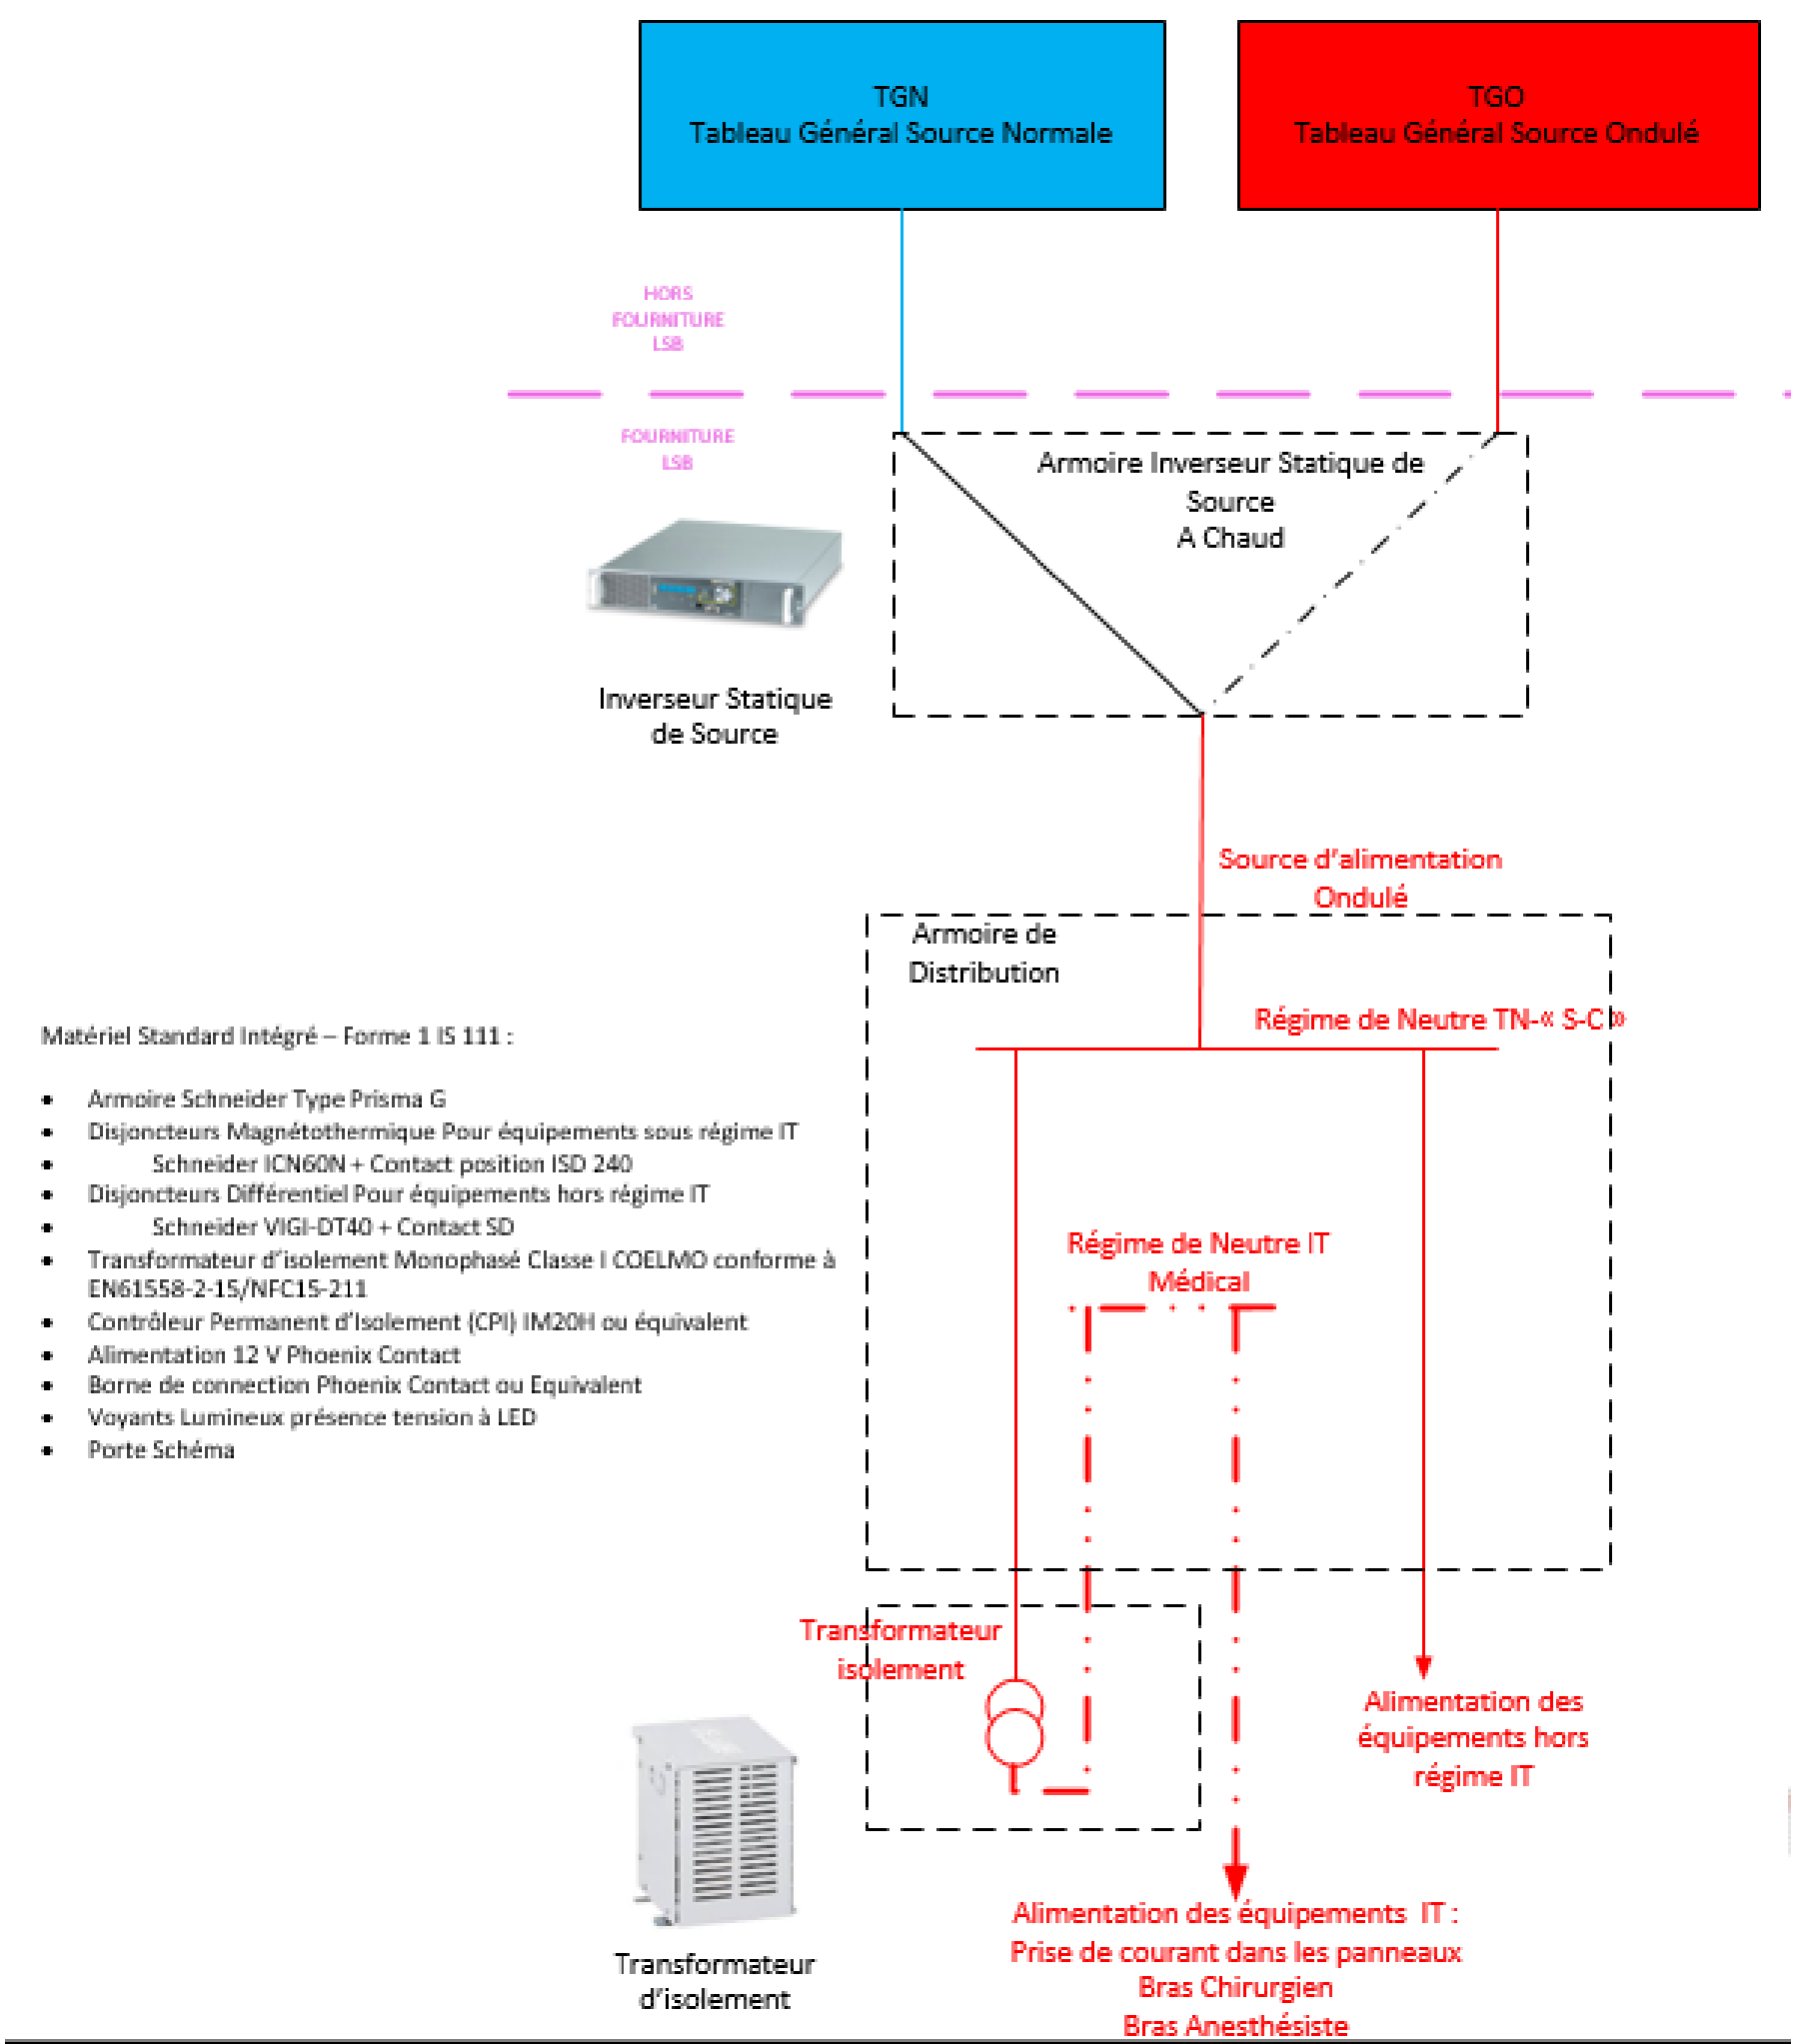 TGN
Tableau Général Source Normale
TGO
Tableau Général Source Ondulé
HORS
FOURNITURE
LSB
FOURNITURE
LSB
Armoire Inverseur Statique de
Source
A Chaud
Inverseur Statique
de Source
Source d'alimentation
Ondulé
Armoire de
Distribution
Régime de Neutre TN-« S-C »
Matériel Standard Intégré – Forme 1 IS 111 :
• Armoire Schneider Type Prisma G
• Disjoncteurs Magnétothermique Pour équipements sous régime IT
• Schneider ICN60N + Contact position ISD 240
• Disjoncteurs Différentiel Pour équipements hors régime IT
• Schneider VIGI-DT40 + Contact SD
• Transformateur d'isolement Monophasé Classe I COELMO conforme à
EN61558-2-15/NFC15-211
• Contrôleur Permanent d'Isolement (CPI) IM20H ou équivalent
• Alimentation 12 V Phoenix Contact
• Borne de connection Phoenix Contact ou Equivalent
• Voyants Lumineux présence tension à LED
• Porte Schéma
Régime de Neutre IT
Médical
Transformateur
isolement
Alimentation des
équipements hors
régime IT
Transformateur
d'isolement
Alimentation des équipements IT :
Prise de courant dans les panneaux
Bras Chirurgien
Bras Anesthésiste